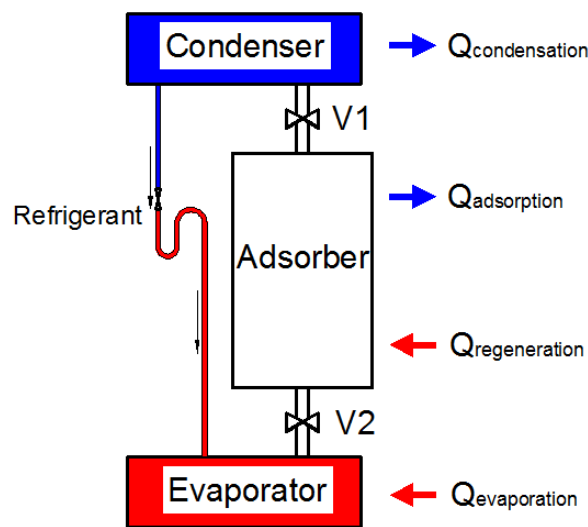 Condenser
Qcondensation
V1
Qadsorption
Refrigerant
Adsorber
Qregeneration
V2
Evaporator
Qevaporation